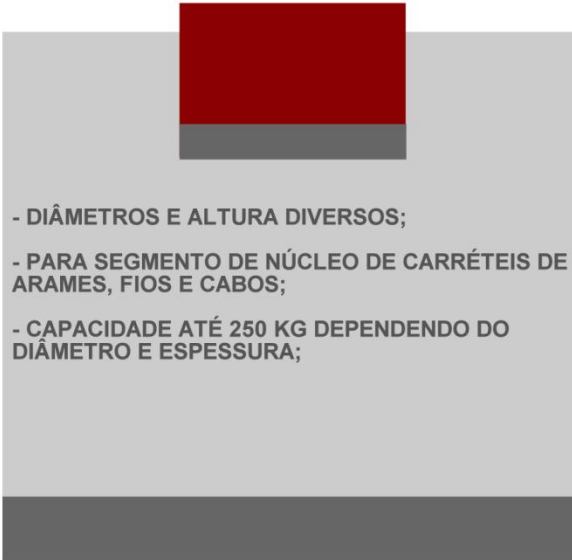 - DIÂMETROS E ALTURA DIVERSOS;
- PARA SEGMENTO DE NÚCLEO DE CARRÉTEIS DE
ARAMES, FIOS E CABOS;
- CAPACIDADE ATÉ 250 KG DEPENDENDO DO
DIÂMETRO E ESPESSURA;